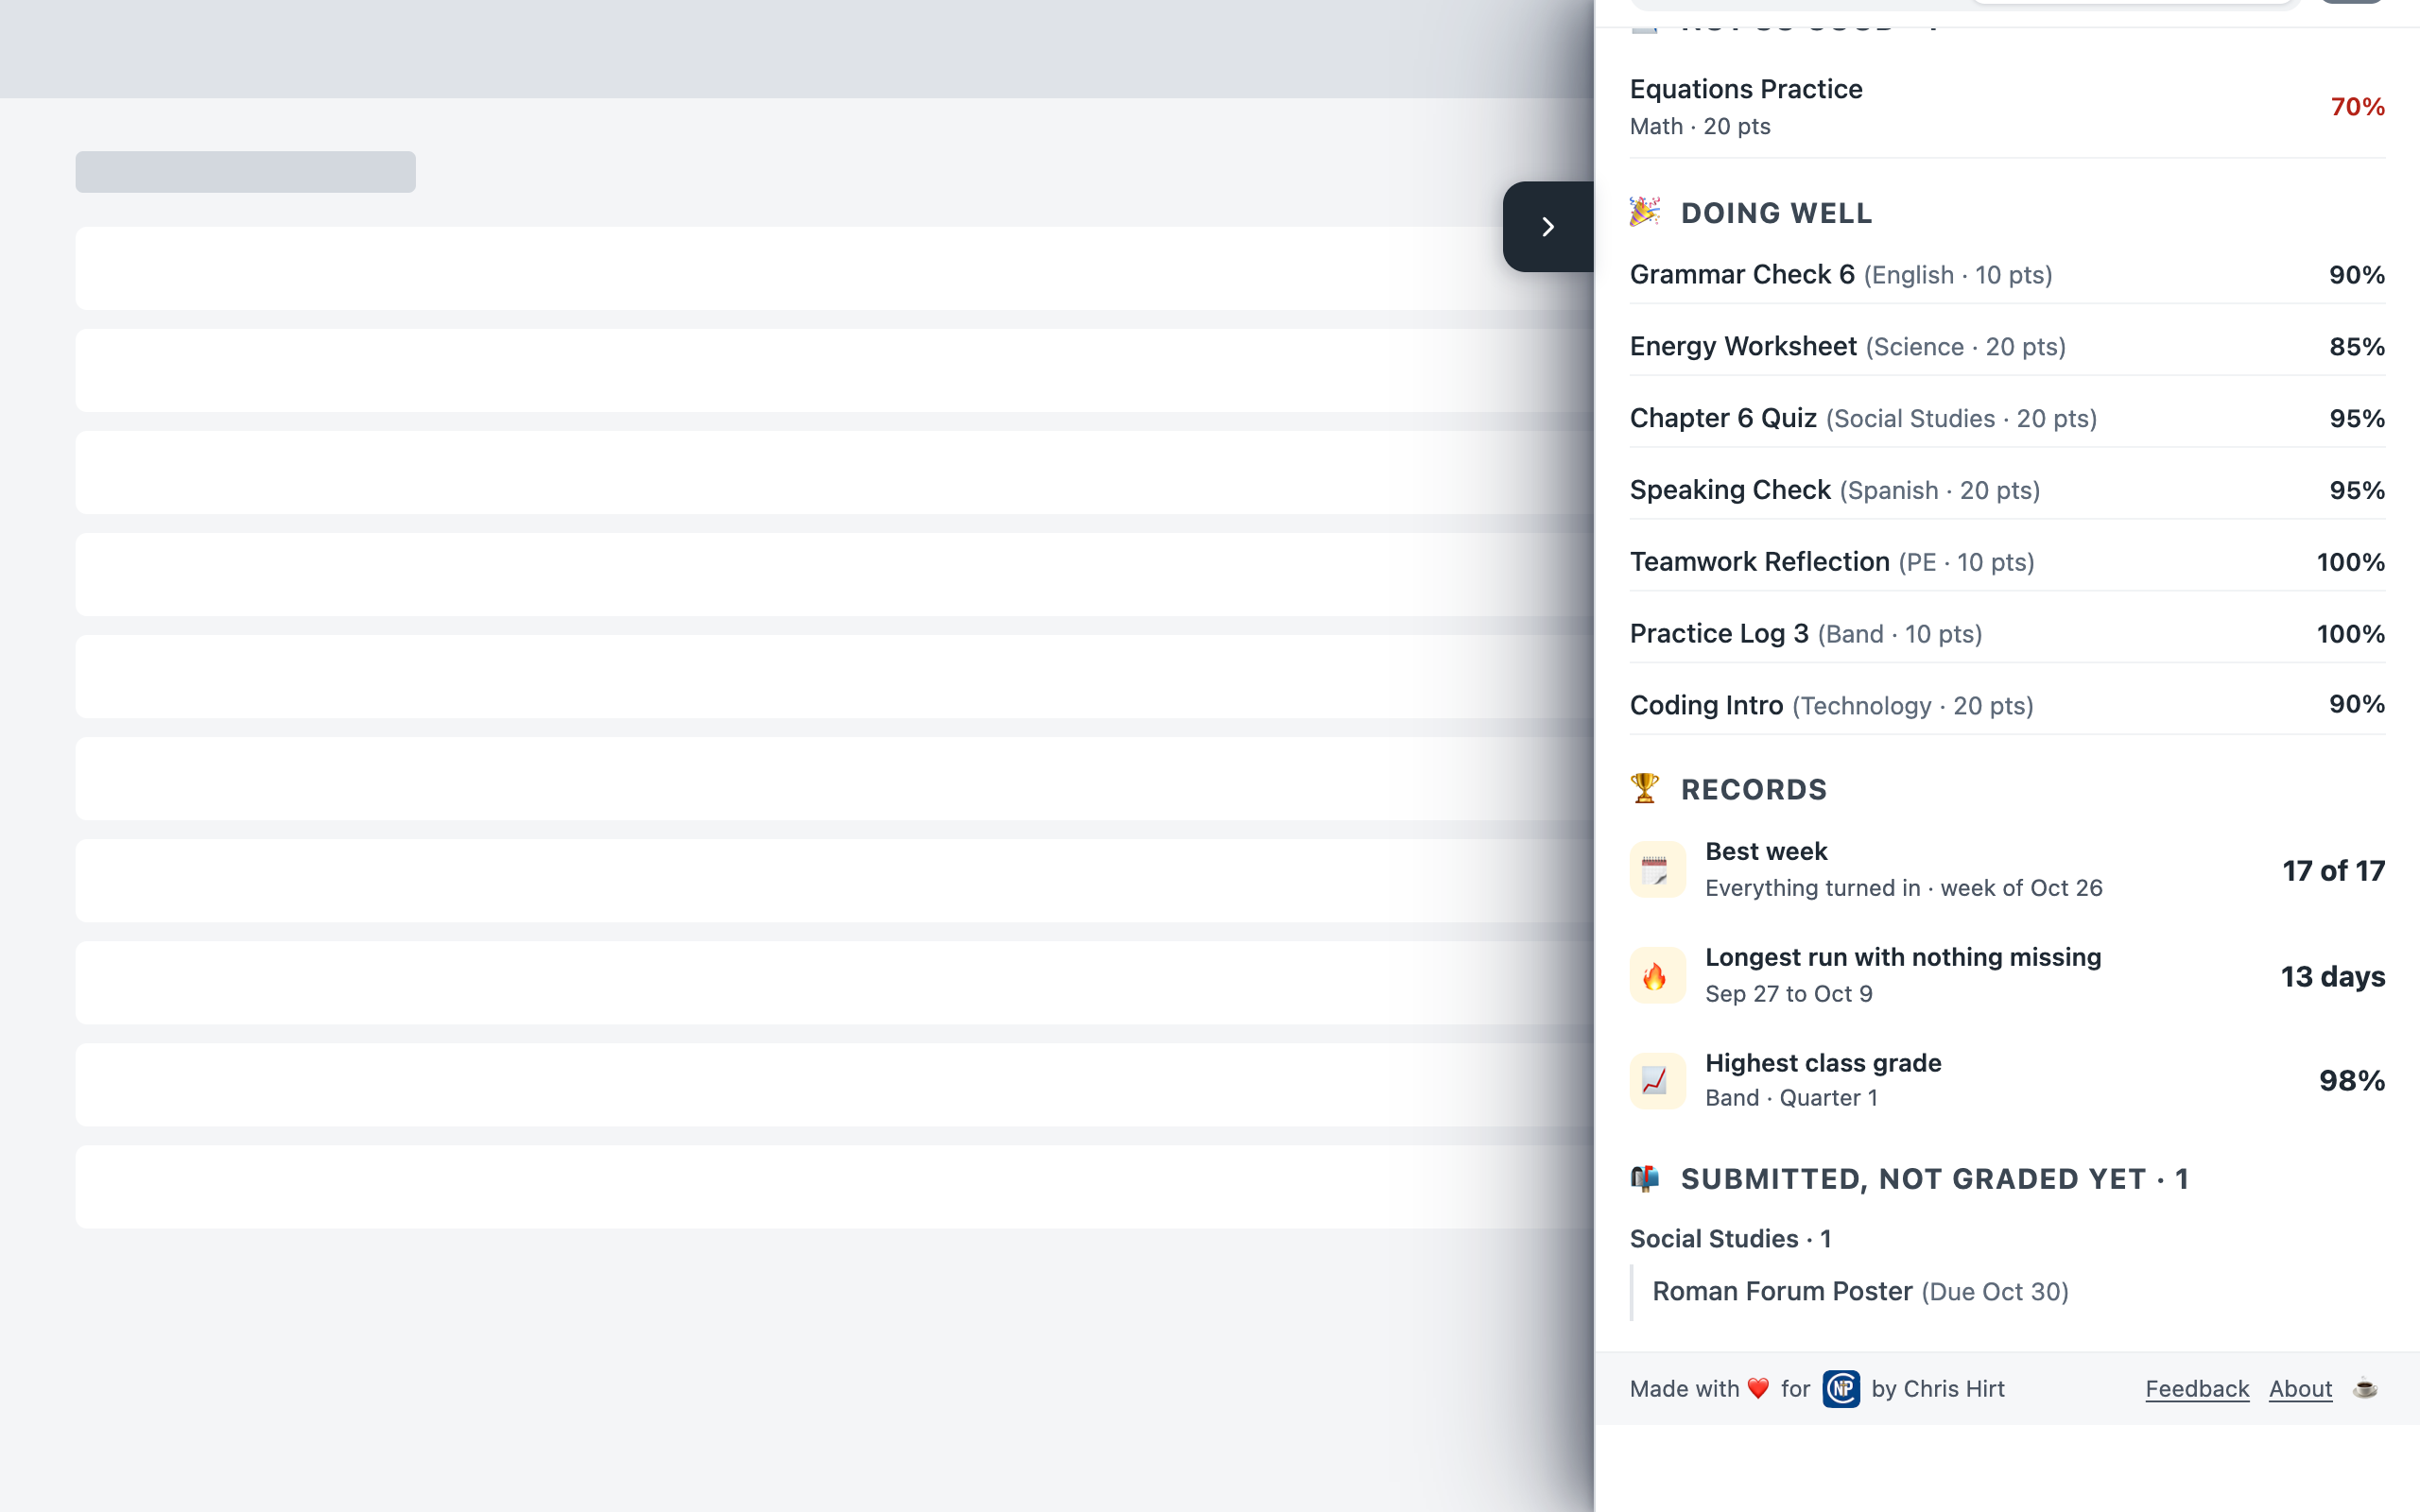 Equations Practice
70%
Math · 20 pts
DOING WELL
Grammar Check 6 (English · 10 pts) 90%
Energy Worksheet (Science · 20 pts) 85%
Chapter 6 Quiz (Social Studies · 20 pts) 95%
Speaking Check (Spanish · 20 pts) 95%
Teamwork Reflection (PE · 10 pts) 100%
Practice Log 3 (Band · 10 pts) 100%
Coding Intro (Technology · 20 pts) 90%
RECORDS
Best week
17 of 17
Everything turned in · week of Oct 26
Longest run with nothing missing
13 days
Sep 27 to Oct 9
Highest class grade
98%
Band · Quarter 1
SUBMITTED, NOT GRADED YET · 1
Social Studies · 1
Roman Forum Poster (Due Oct 30)
Made with ❤️ for NP by Chris Hirt Feedback About